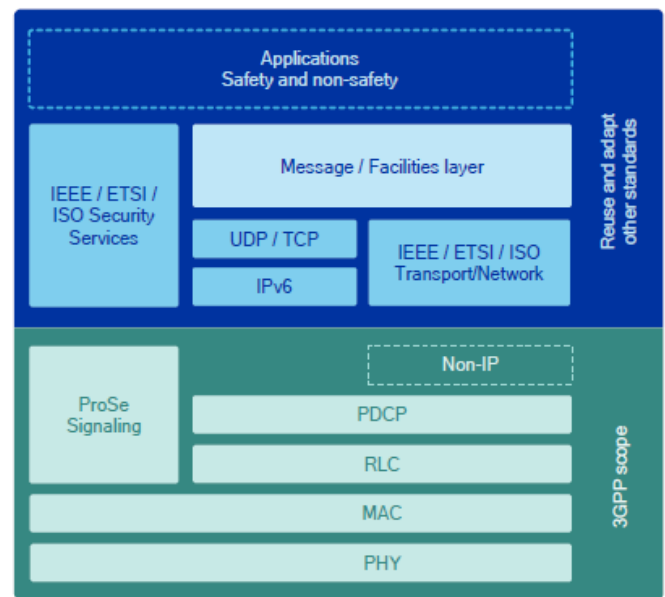 Applications
Safety and non-safety
Reuse and adapt
other standards
IEEE / ETSI /
ISO Security
Services
Message / Facilities layer
UDP / TCP
IPv6
IEEE / ETSI / ISO
Transport/Network
ProSe
Signaling
Non-IP
PDCP
RLC
MAC
PHY
3GPP scope